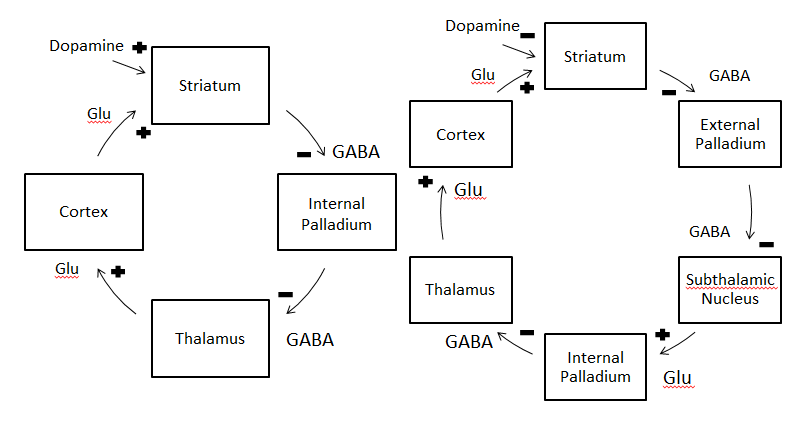 Dopamine
+
Striatum
Glu
+
-
GABA
Cortex
Internal
Palladium
Glu
+
-
Thalamus
GABA
Dopamine
-
Striatum
Glu
+
GABA
-
Cortex
External
Palladium
+
Glu
GABA
-
Thalamus
Subthalamic
Nucleus
GABA
-
+
Internal
Palladium
Glu